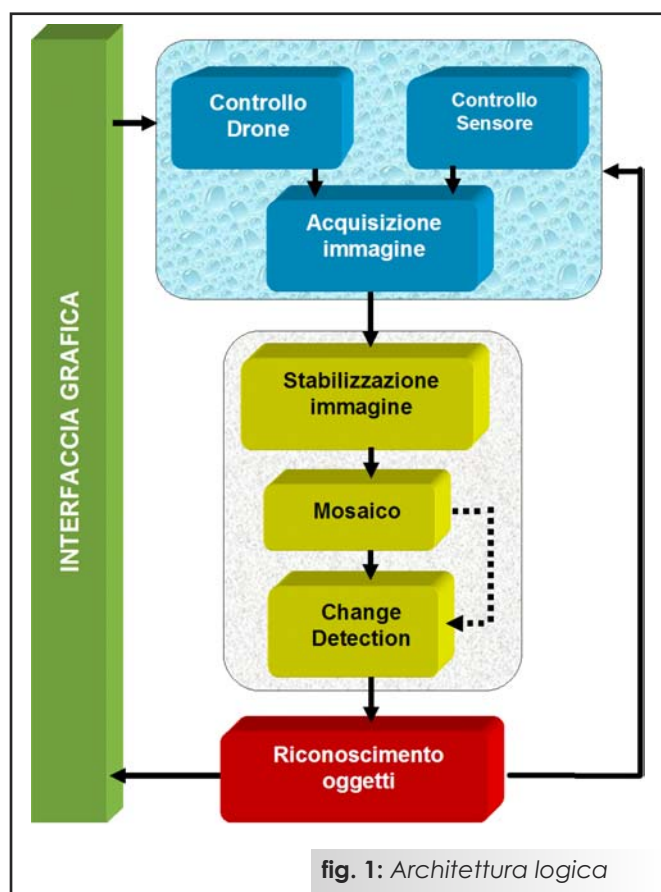 INTERFACCIA GRAFICA
Controllo
Drone
Controllo
Sensore
Acquisizione
immagine
Stabilizzazione
immagine
Mosaico
Change
Detection
Riconoscimento
oggetti
fig. 1: Architettura logica